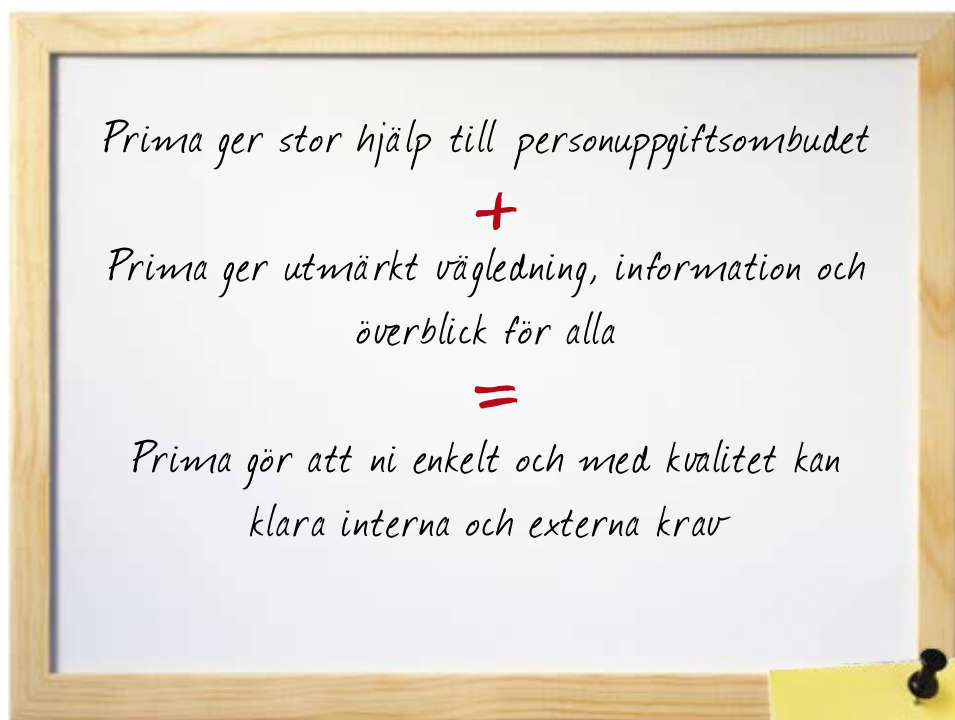 Prima ger stor hjälp till personuppgiftsombudet
+
Prima ger utmärkt vägledning, information och
överblick för alla
=
Prima gör att ni enkelt och med kvalitet kan
klara interna och externa krav